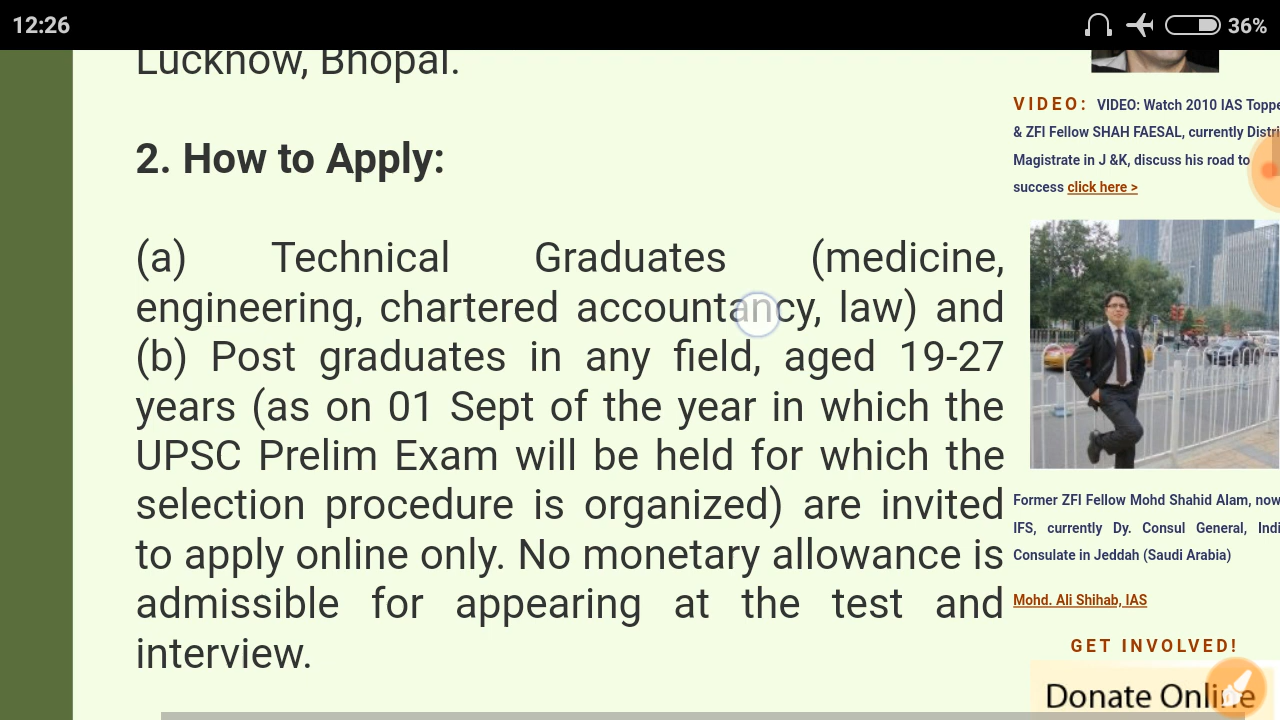 12:26
36%
Lucknow, Bhopal.
2. How to Apply:
(a) Technical Graduates (medicine,
engineering, chartered accountancy, law) and
(b) Post graduates in any field, aged 19-27
years (as on 01 Sept of the year in which the
UPSC Prelim Exam will be held for which the
selection procedure is organized) are invited
to apply online only. No monetary allowance is
admissible for appearing at the test and
interview.
VIDEO: VIDEO: Watch 2010 IAS Toppe
& ZFI Fellow SHAH FAESAL, currently Distri
Magistrate in J &K, discuss his road to
success click here >
Former ZFI Fellow Mohd Shahid Alam, now
IFS, currently Dy. Consul General, Indi
Consulate in Jeddah (Saudi Arabia)
Mohd. Ali Shihab, IAS
GET INVOLVED!
Donate Online